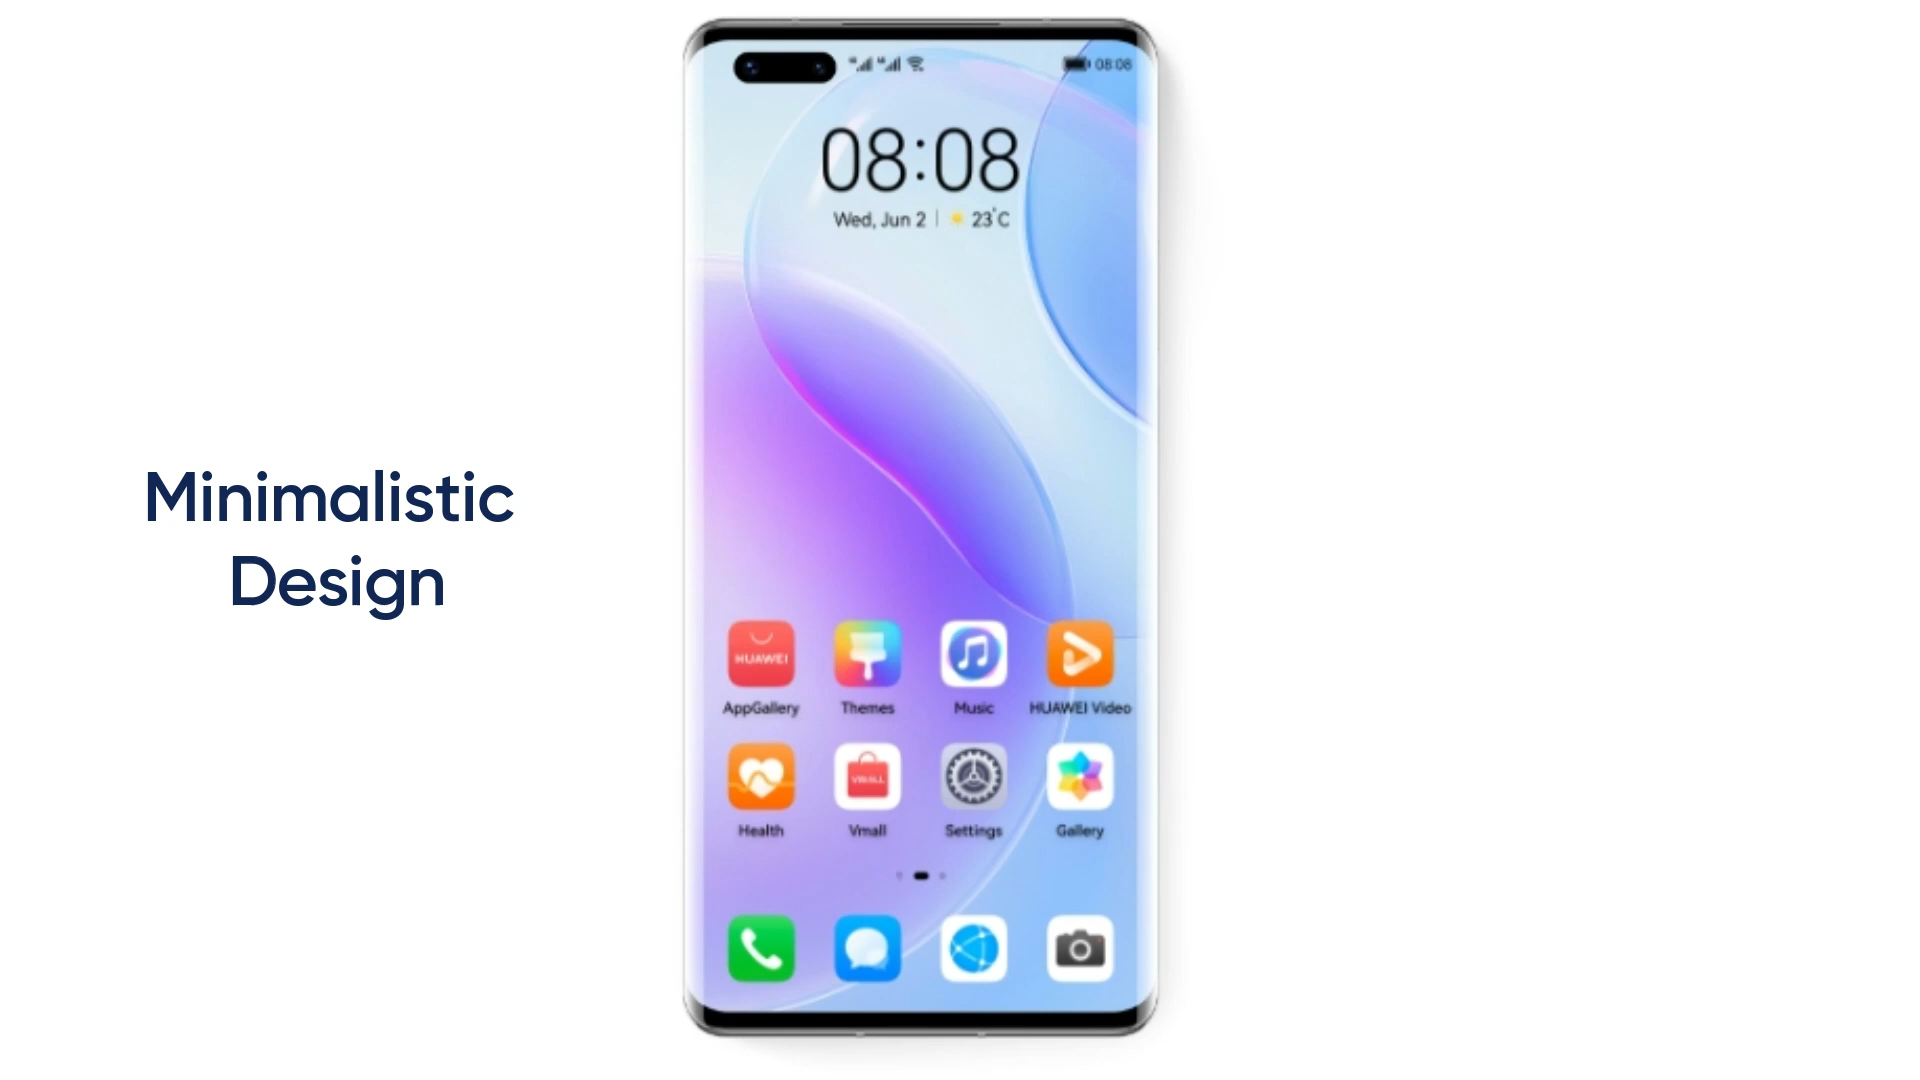 Minimalistic
Design
08:08
08:08
Wed, Jun 2 | 23°C
HUAWEI
AppGallery Themes Music HUAWEI Video
VMALL
Health Vmall Settings Gallery